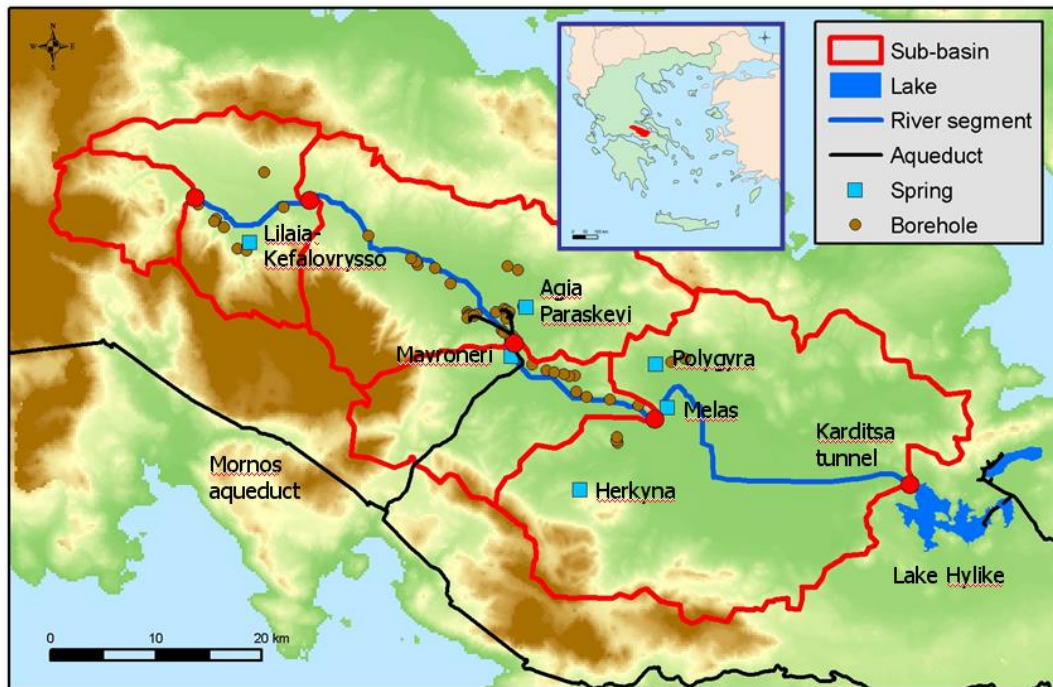 N
W
E
S
Sub-basin
Lake
River segment
Aqueduct
Spring
Borehole
Lilaia-
Kefalovrysso
Agia
Paraskevi
Mavroneri
Polygyra
Melas
Karditsa
tunnel
Mornos
aqueduct
Herkyna
Lake Hylike
0 10 20 km